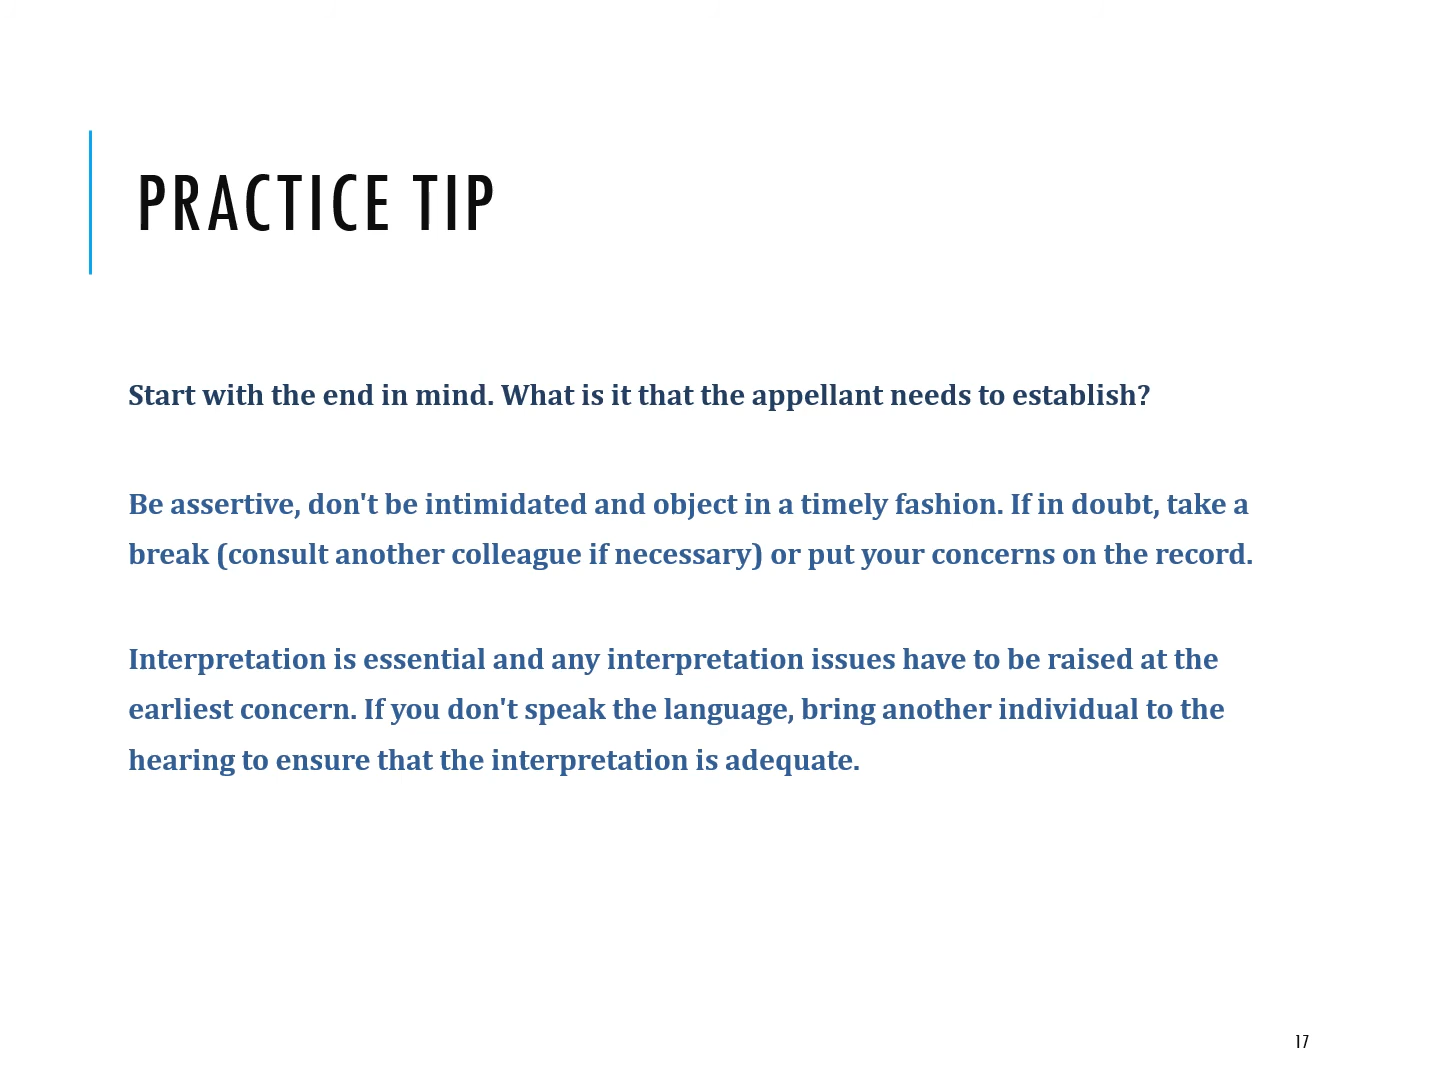 PRACTICE TIP
Start with the end in mind. What is it that the appellant needs to establish?
Be assertive, don't be intimidated and object in a timely fashion. If in doubt, take a
break (consult another colleague if necessary) or put your concerns on the record.
Interpretation is essential and any interpretation issues have to be raised at the
earliest concern. If you don't speak the language, bring another individual to the
hearing to ensure that the interpretation is adequate.
17